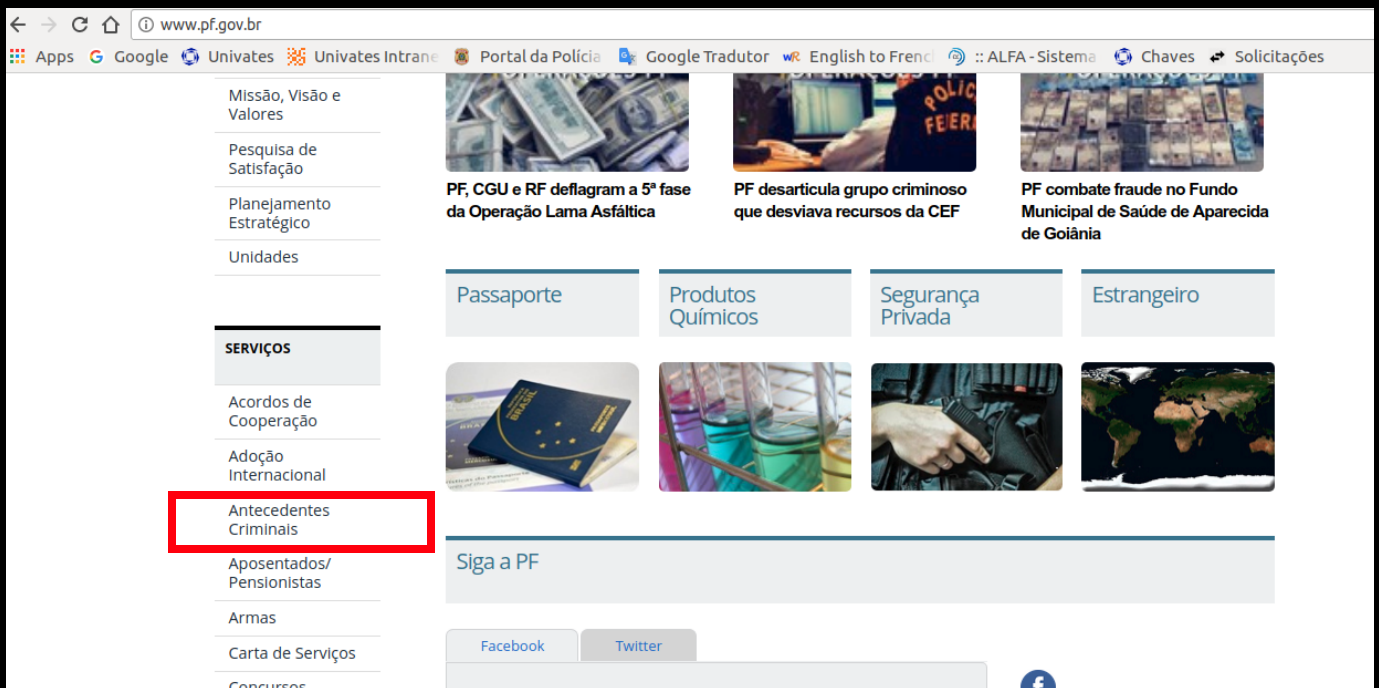 www.pf.gov.br
Apps Google Univates Univates Intrane Portal da Polícia Google Tradutor English to Frenc :: ALFA - Sistema Chaves Solicitações
Missão, Visão e
Valores
Pesquisa de
Satisfação
Planejamento
Estratégico
Unidades
SERVIÇOS
Acordos de
Cooperação
Adoção
Internacional
Antecedentes
Criminais
Aposentados/
Pensionistas
Armas
Carta de Serviços
Concursos
PF, CGU e RF deflagram a 5ª fase
da Operação Lama Asfáltica
PF desarticula grupo criminoso
que desviava recursos da CEF
PF combate fraude no Fundo
Municipal de Saúde de Aparecida
de Goiânia
Passaporte
Produtos
Químicos
Segurança
Privada
Estrangeiro
BRASIL
Siga a PF
Facebook
Twitter